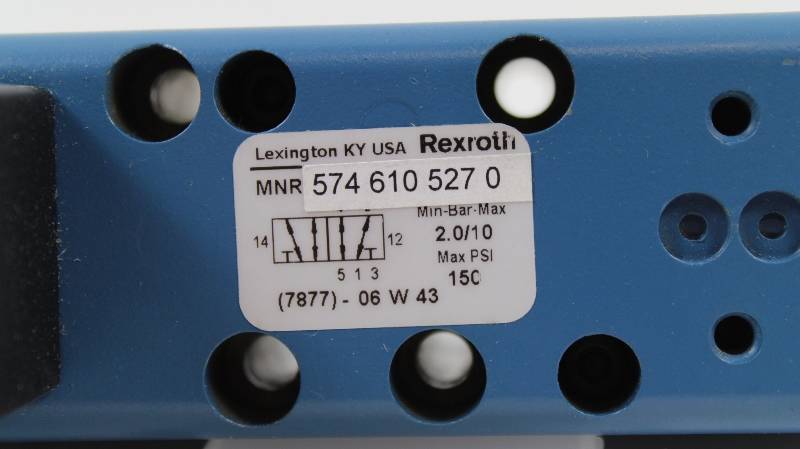 Lexington KY USA Rexroth
MNR 574 610 527 0
Min-Bar-Max
14 12 2.0/10
Max PSI
5 1 3 150
(7877) - 06 W 43